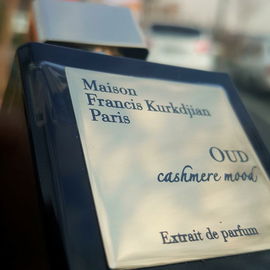 Maison
Francis Kurkdjian
Paris
OUD
cashmere mood
Extrait de parfum